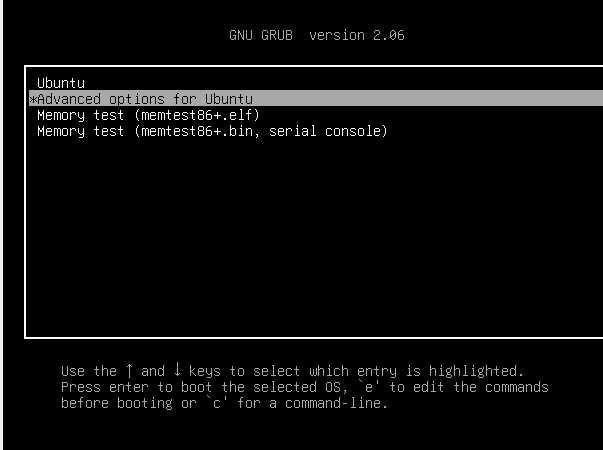 GNU GRUB  version 2.06
Ubuntu
*Advanced options for Ubuntu
Memory test (memtest86+.elf)
Memory test (memtest86+.bin, serial console)
Use the ↑ and ↓ keys to select which entry is highlighted.
Press enter to boot the selected OS, `e' to edit the commands
before booting or `c' for a command-line.